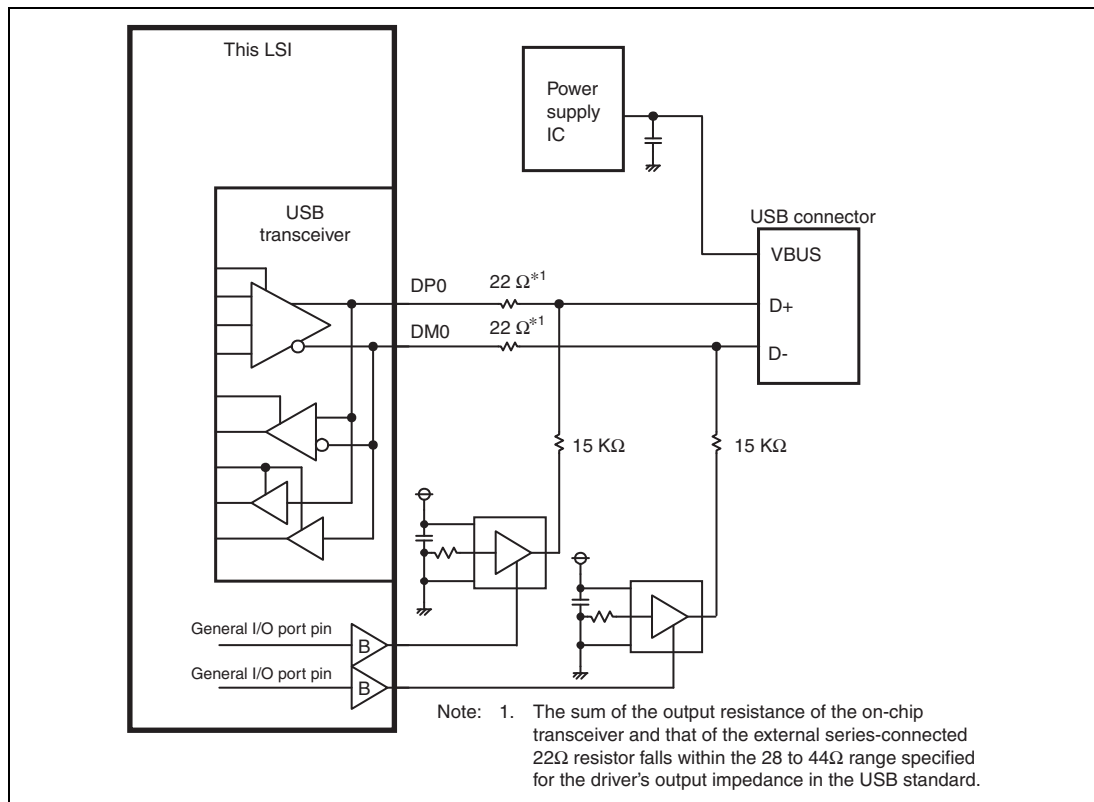 This LSI
Power
supply
IC
USB
transceiver
USB connector
VBUS
DP0
22 Ω*1
D+
DM0
22 Ω*1
D-
15 KΩ
15 KΩ
General I/O port pin
B
General I/O port pin
B
Note: 1. The sum of the output resistance of the on-chip
transceiver and that of the external series-connected
22Ω resistor falls within the 28 to 44Ω range specified
for the driver's output impedance in the USB standard.